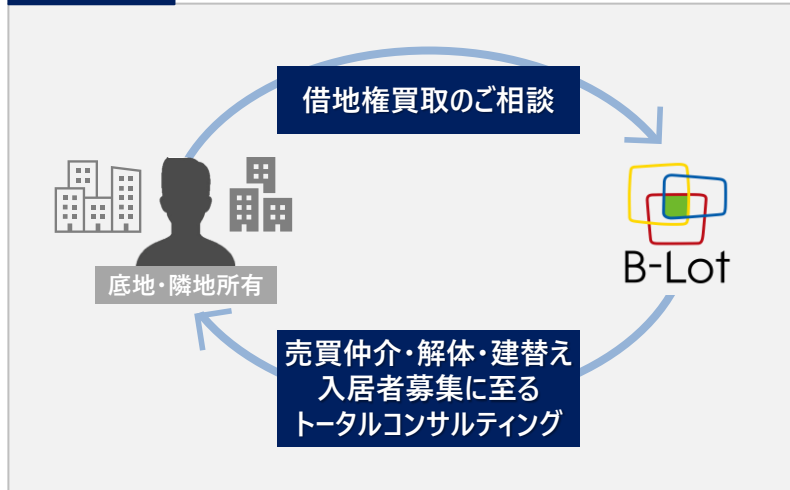 借地権買取のご相談
底地・隣地所有
B-Lot
売買仲介・解体・建替え
入居者募集に至る
トータルコンサルティング